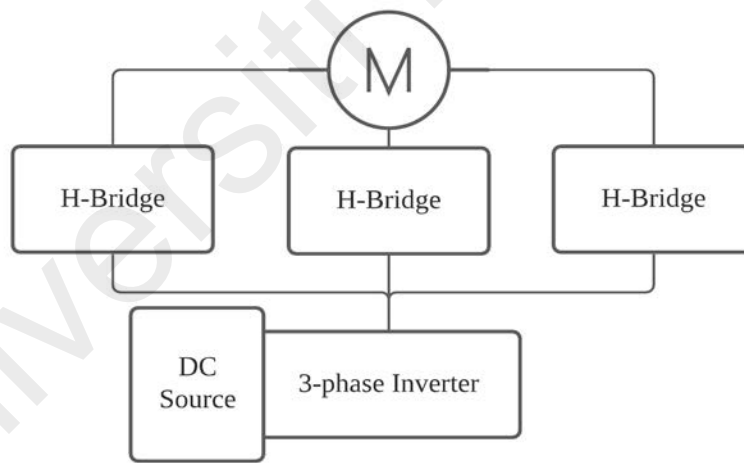 M
H-Bridge
H-Bridge
H-Bridge
DC
Source
3-phase Inverter